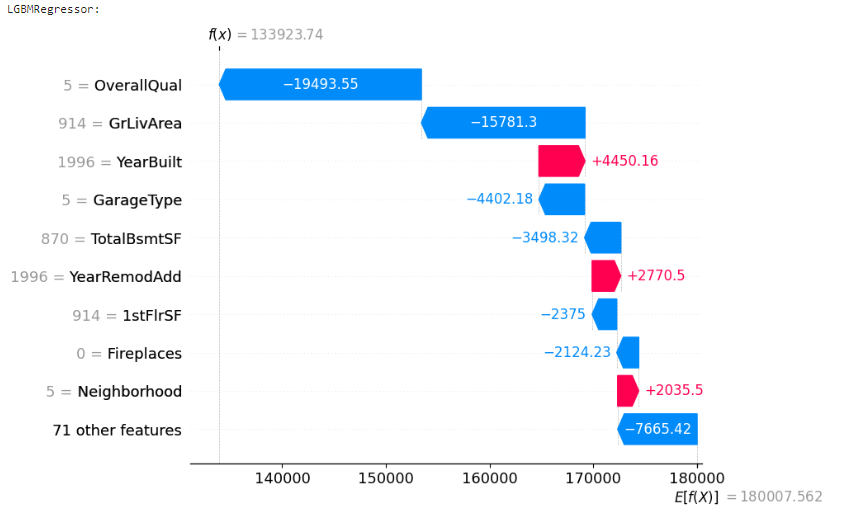 LGBMRegressor:
f(x) = 133923.74
5 = OverallQual
−19493.55
914 = GrLivArea
−15781.3
1996 = YearBuilt
+4450.16
5 = GarageType
−4402.18
870 = TotalBsmtSF
−3498.32
1996 = YearRemodAdd
+2770.5
914 = 1stFlrSF
−2375
0 = Fireplaces
−2124.23
5 = Neighborhood
+2035.5
71 other features
−7665.42
140000 150000 160000 170000 180000
E[f(X)] = 180007.562